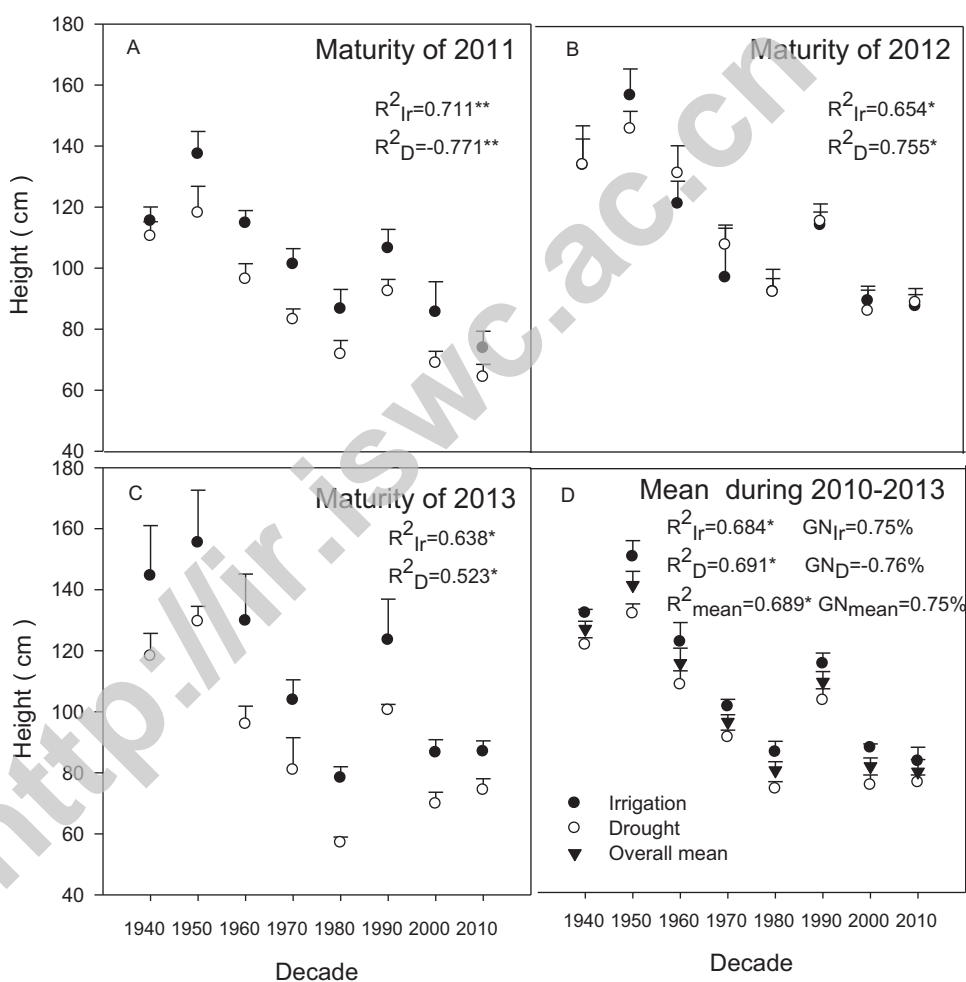 180
160
140
120
100
80
60
40
Height ( cm )
A
Maturity of 2011
R2Ir=0.711**
R2D=-0.771**
B
Maturity of 2012
R2Ir=0.654*
R2D=0.755*
180
160
140
120
100
80
60
40
Height ( cm )
C
Maturity of 2013
R2Ir=0.638*
R2D=0.523*
1940 1950 1960 1970 1980 1990 2000 2010
Decade
D
Mean during 2010-2013
R2Ir=0.684* GNIr=0.75%
R2D=0.691* GND=-0.76%
R2mean=0.689* GNmean=0.75%
Irrigation
Drought
Overall mean
1940 1950 1960 1970 1980 1990 2000 2010
Decade
http://ir.iswc.ac.cn